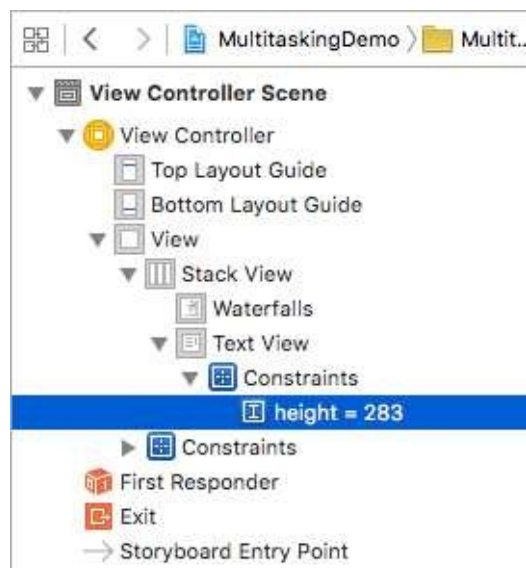 MultitaskingDemo Multit...
View Controller Scene
View Controller
Top Layout Guide
Bottom Layout Guide
View
Stack View
Waterfalls
Text View
Constraints
height = 283
Constraints
First Responder
Exit
Storyboard Entry Point